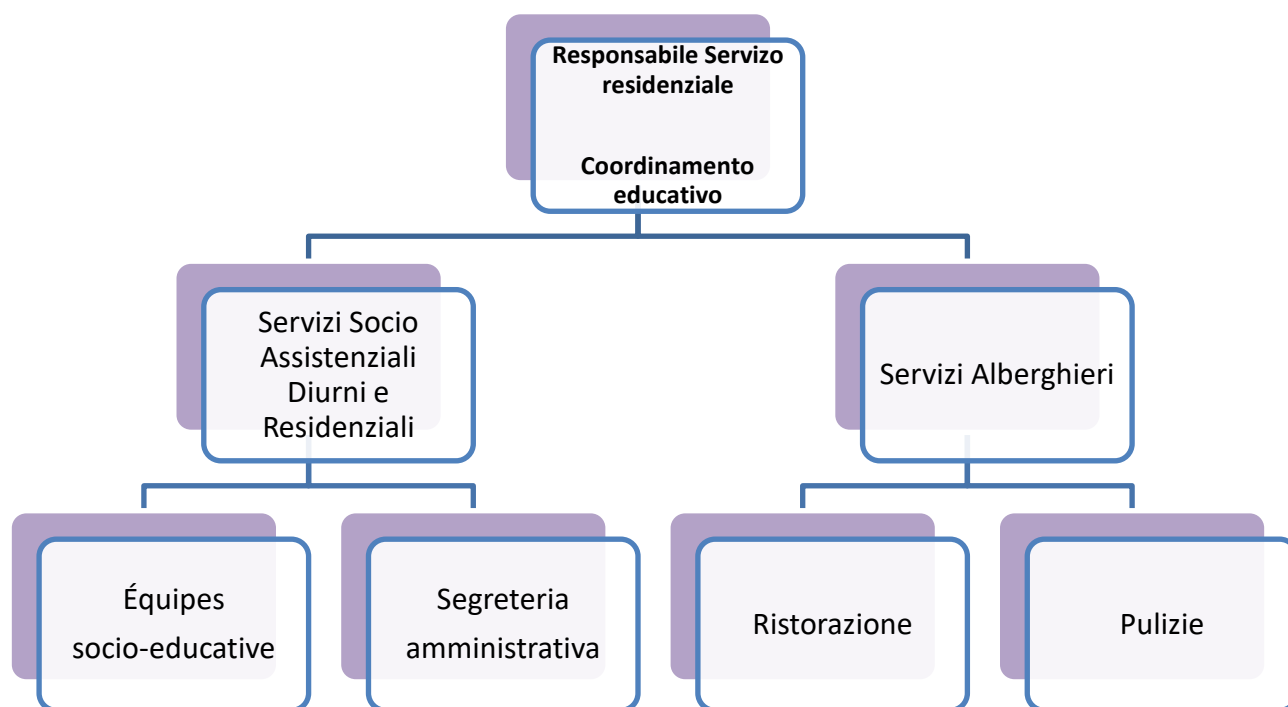 Responsabile Servizo
residenziale
Coordinamento
educativo
Servizi Socio
Assistenziali
Diurni e
Residenziali
Servizi Alberghieri
Équipes
socio-educative
Segreteria
amministrativa
Ristorazione
Pulizie